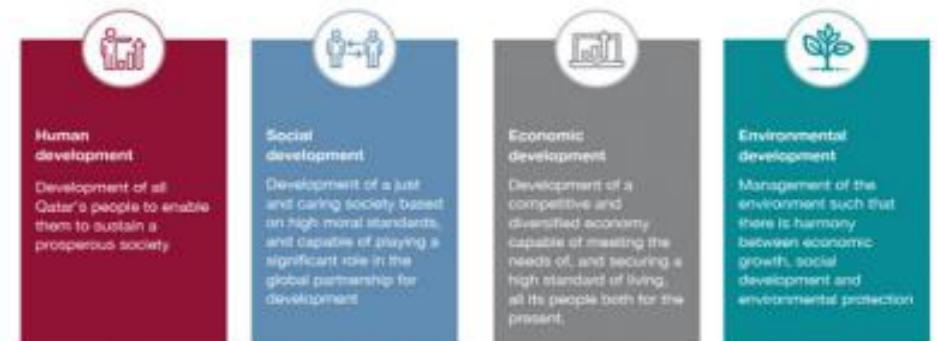 Human
development
Development of all
Qatar's people to enable
them to sustain a
prosperous society
Social
development
Development of a just
and caring society based
on high moral standards,
and capable of playing a
significant role in the
global partnership for
development
Economic
development
Development of a
competitive and
diversified economy
capable of meeting the
needs of, and securing a
high standard of living,
all its people both for the
present.
Environmental
development
Management of the
environment such that
there is harmony
between economic
growth, social
development and
environmental protection